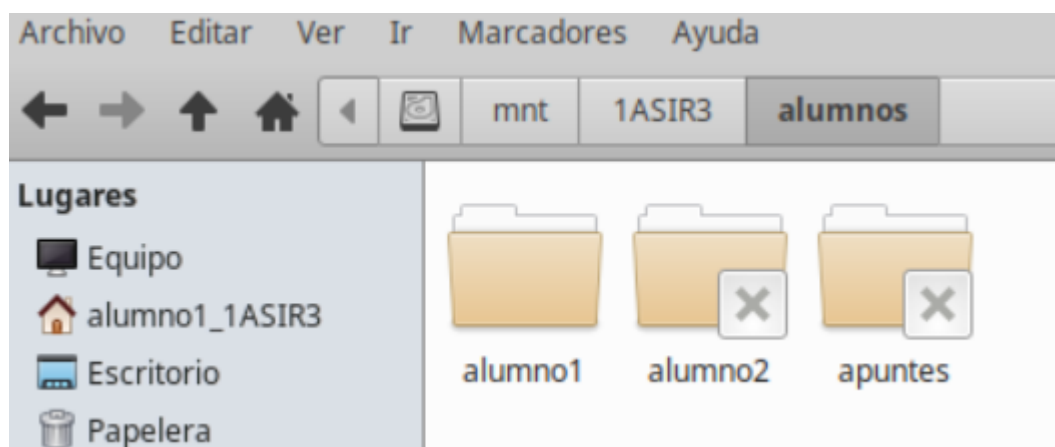 Archivo Editar Ver Ir Marcadores Ayuda
mnt 1ASIR3 alumnos
Lugares
Equipo
alumno1_1ASIR3
Escritorio
Papelera
alumno1 alumno2 apuntes